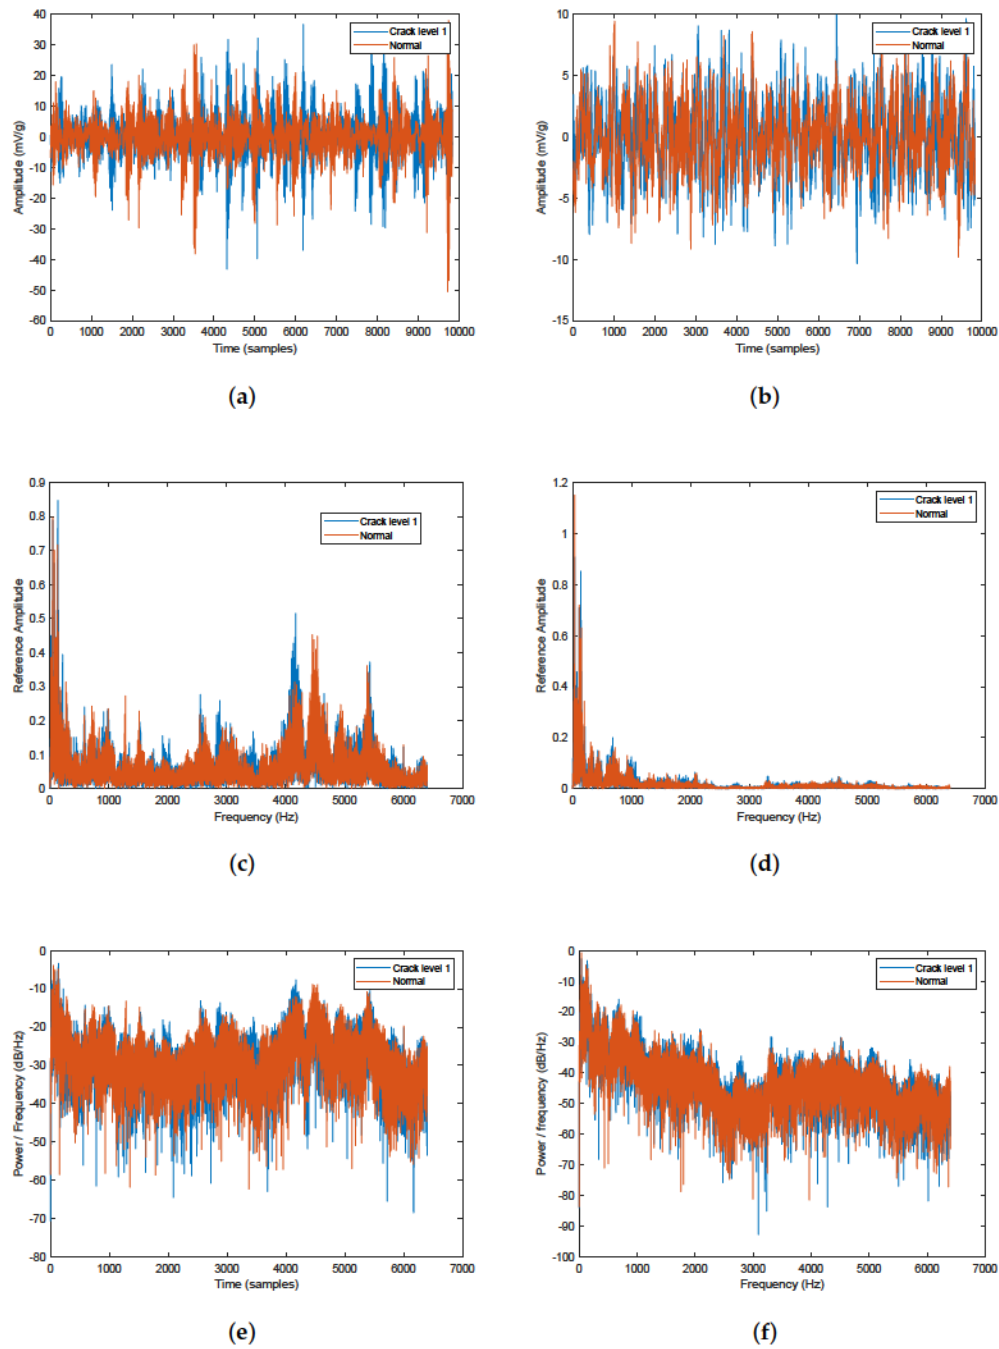 40
30
20
10
0
-10
-20
-30
-40
-50
-60
Amplitude (mV/g)
Crack level 1
Normal
0 1000 2000 3000 4000 5000 6000 7000 8000 9000 10000
Time (samples)
(a)
10
5
0
-5
-10
-15
Amplitude (mV/g)
Crack level 1
Normal
0 1000 2000 3000 4000 5000 6000 7000 8000 9000 10000
Time (samples)
(b)
0.9
0.8
0.7
0.6
0.5
0.4
0.3
0.2
0.1
0
Reference Amplitude
Crack level 1
Normal
0 1000 2000 3000 4000 5000 6000 7000
Frequency (Hz)
(c)
1.2
1
0.8
0.6
0.4
0.2
0
Reference Amplitude
Crack level 1
Normal
0 1000 2000 3000 4000 5000 6000 7000
Frequency (Hz)
(d)
0
-10
-20
-30
-40
-50
-60
-70
-80
Power / Frequency (dB/Hz)
Crack level 1
Normal
0 1000 2000 3000 4000 5000 6000 7000
Time (samples)
(e)
0
-10
-20
-30
-40
-50
-60
-70
-80
-90
-100
Power / frequency (dB/Hz)
Crack level 1
Normal
0 1000 2000 3000 4000 5000 6000 7000
Frequency (Hz)
(f)